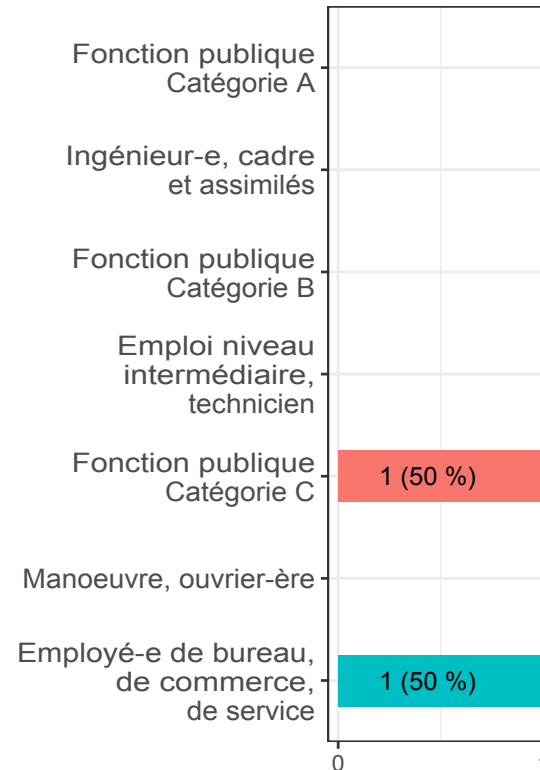 Fonction publique
Catégorie A
Ingénieur-e, cadre
et assimilés
Fonction publique
Catégorie B
Emploi niveau
intermédiaire,
technicien
Fonction publique
Catégorie C
1 (50 %)
Manoeuvre, ouvrier-ère
Employé-e de bureau,
de commerce,
de service
1 (50 %)
0